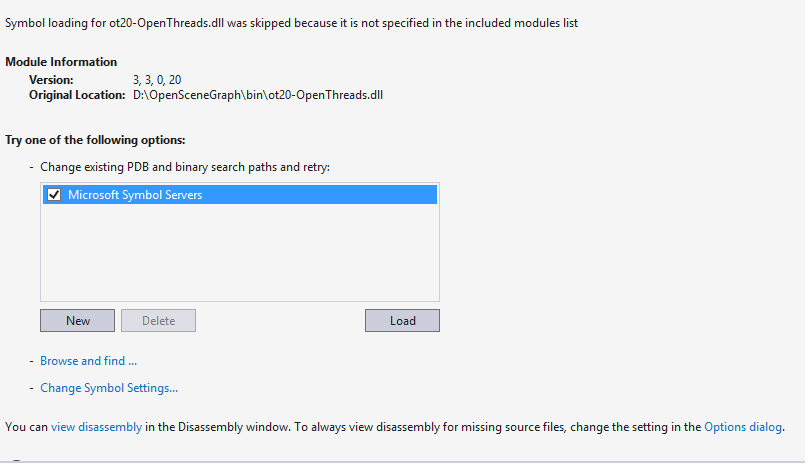 Symbol loading for ot20-OpenThreads.dll was skipped because it is not specified in the included modules list
Module Information
Version: 3, 3, 0, 20
Original Location: D:\OpenSceneGraph\bin\ot20-OpenThreads.dll
Try one of the following options:
- Change existing PDB and binary search paths and retry:
Microsoft Symbol Servers
New Delete Load
- Browse and find ...
- Change Symbol Settings...
You can view disassembly in the Disassembly window. To always view disassembly for missing source files, change the setting in the Options dialog.